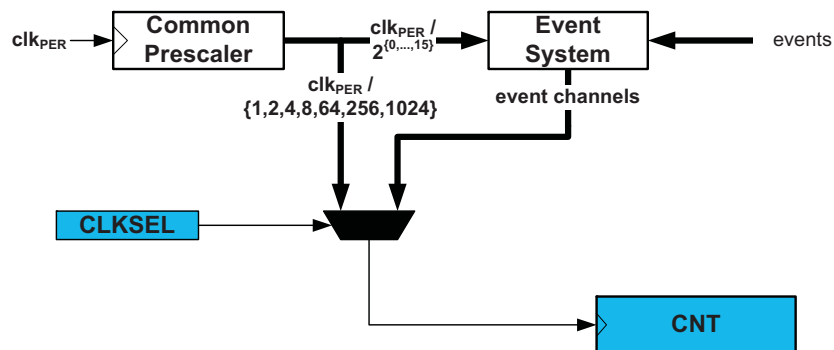 clkPER
Common
Prescaler
clkPER /
2{0,...,15}
Event
System
events
clkPER /
{1,2,4,8,64,256,1024}
event channels
CLKSEL
CNT